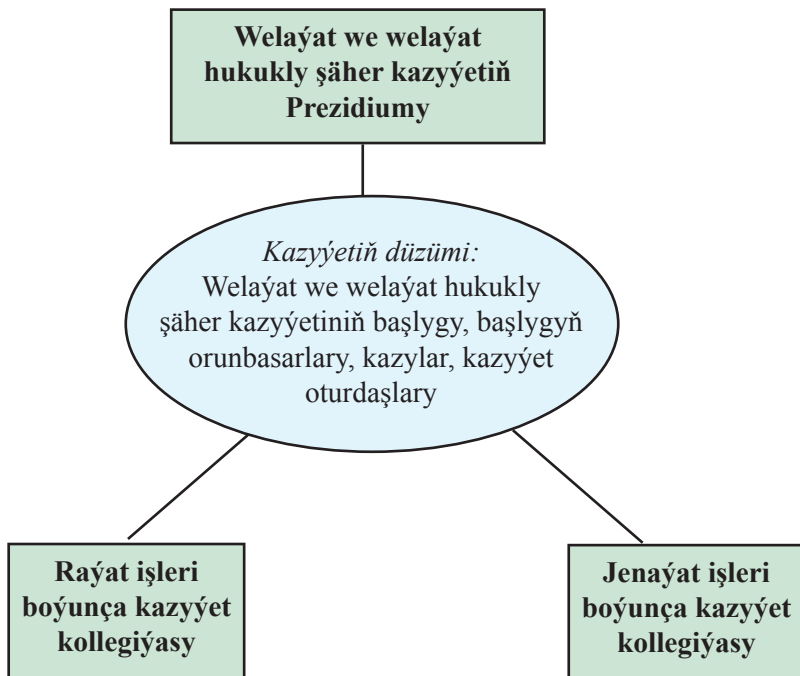 Welaýat we welaýat
hukukly şäher kazyýetiň
Prezidiumy
Kazyýetiň düzümi:
Welaýat we welaýat hukukly
şäher kazyýetiniň başlygy, başlygyň
orunbasarlary, kazylar, kazyýet
oturdaşlary
Raýat işleri
boýunça kazyýet
kollegiýasy
Jenaýat işleri
boýunça kazyýet
kollegiýasy